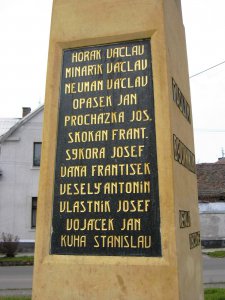 HORÁK VÁCLAV
MINAŘÍK VÁCLAV
NEUMAN VÁCLAV
OPASEK JAN
PROCHÁZKA JOS.
SKOKAN FRANT.
SÝKORA JOSEF
VÁŇA FRANTIŠEK
VESELÝ ANTONÍN
VLASTNÍK JOSEF
VOJÁČEK JAN
KUHA STANISLAV